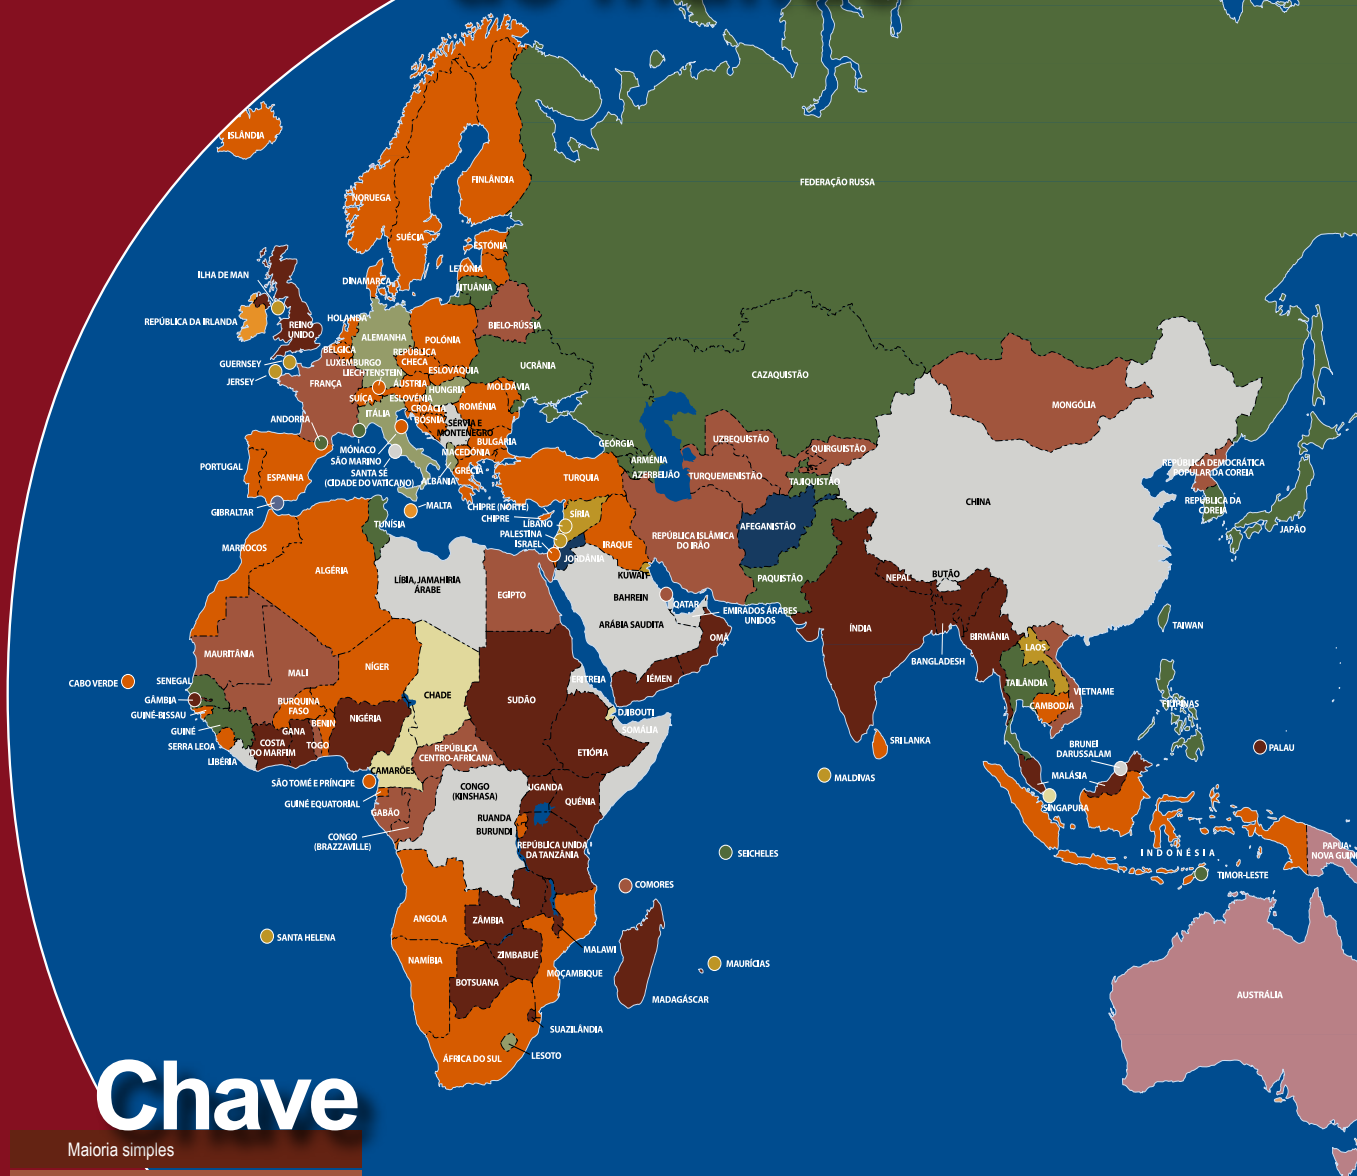 ISLÂNDIA
FEDERAÇÃO RUSSA
FINLÂNDIA
NORUEGA
SUÉCIA
ESTÓNIA
LETÓNIA
ILHA DE MAN
DINAMARCA
LITUÂNIA
REPÚBLICA DA IRLANDA
HOLANDA
REINO
UNIDO
BIELO-RÚSSIA
ALEMANHA
POLÓNIA
BÉLGICA
REPÚBLICA
CHECA
GUERNSEY
LUXEMBURGO
UCRÂNIA
LIECHTENSTEIN
ESLOVÁQUIA
JERSEY
FRANÇA
ÁUSTRIA
HUNGRIA
MOLDÁVIA
CAZAQUISTÃO
SUIÇA
ESLOVÉNIA
CROÁCIA
ROMÉNIA
MONGÓLIA
ANDORRA
ITÁLIA
BÓSNIA
SÉRVIA E
MONTENEGRO
BULGÁRIA
GEÓRGIA
UZBEQUISTÃO
QUIRGUISTÃO
MÓNACO
MACEDÓNIA
SÃO MARINO
ARMÉNIA
REPÚBLICA DEMOCRÁTICA
POPULAR DA COREIA
PORTUGAL
ESPANHA
SANTA SÉ
(CIDADE DO VATICANO)
GRÉCIA
ALBÂNIA
TURQUIA
AZERBEIJÃO
TURQUEMENISTÃO
TAJIQUISTÃO
CHINA
REPÚBLICA DA
COREIA
GIBRALTAR
MALTA
CHIPRE (NORTE)
CHIPRE
SÍRIA
JAPÃO
TUNÍSIA
LÍBANO
PALESTINA
ISRAEL
AFEGANISTÃO
MARROCOS
IRAQUE
REPÚBLICA ISLÂMICA
DO IRÃO
JORDÂNIA
ALGÉRIA
LÍBIA, JAMAHIRIA
ÁRABE
KUWAIT
PAQUISTÃO
NEPAL
BUTÃO
EGIPTO
BAHREIN
QATAR
EMIRADOS ÁRABES
UNIDOS
ARÁBIA SAUDITA
TAIWAN
ÍNDIA
OMÃ
BIRMÂNIA
LAOS
MAURITÂNIA
MALI
NÍGER
BANGLADESH
CABO VERDE
SENEGAL
ERITREIA
IÉMEN
TAILÂNDIA
VIETNAME
GÂMBIA
CHADE
SUDÃO
BURQUINA
FASO
CAMBODJA
FILIPINAS
GUINÉ-BISSAU
DJIBOUTI
NIGÉRIA
BENIN
GUINÉ
GANA
SOMÁLIA
SRI LANKA
SERRA LEOA
COSTA
DO MARFIM
TOGO
REPÚBLICA
CENTRO-AFRICANA
ETIÓPIA
BRUNEI
DARUSSALAM
PALAU
LIBÉRIA
CAMARÕES
MALDIVAS
MALÁSIA
SÃO TOMÉ E PRÍNCIPE
CONGO
(KINSHASA)
UGANDA
QUÉNIA
GUINÉ EQUATORIAL
SINGAPURA
GABÃO
RUANDA
BURUNDI
CONGO
(BRAZZAVILLE)
REPÚBLICA UNIDA
DA TANZÂNIA
SEICHELES
INDONÉSIA
PAPUA-
NOVA GUINÉ
TIMOR-LESTE
COMORES
ANGOLA
ZÂMBIA
SANTA HELENA
MALAWI
ZIMBABUÉ
NAMÍBIA
MOÇAMBIQUE
MAURÍCIAS
BOTSUANA
MADAGÁSCAR
AUSTRÁLIA
SUAZILÂNDIA
ÁFRICA DO SUL
LESOTO
Chave
Maioria simples